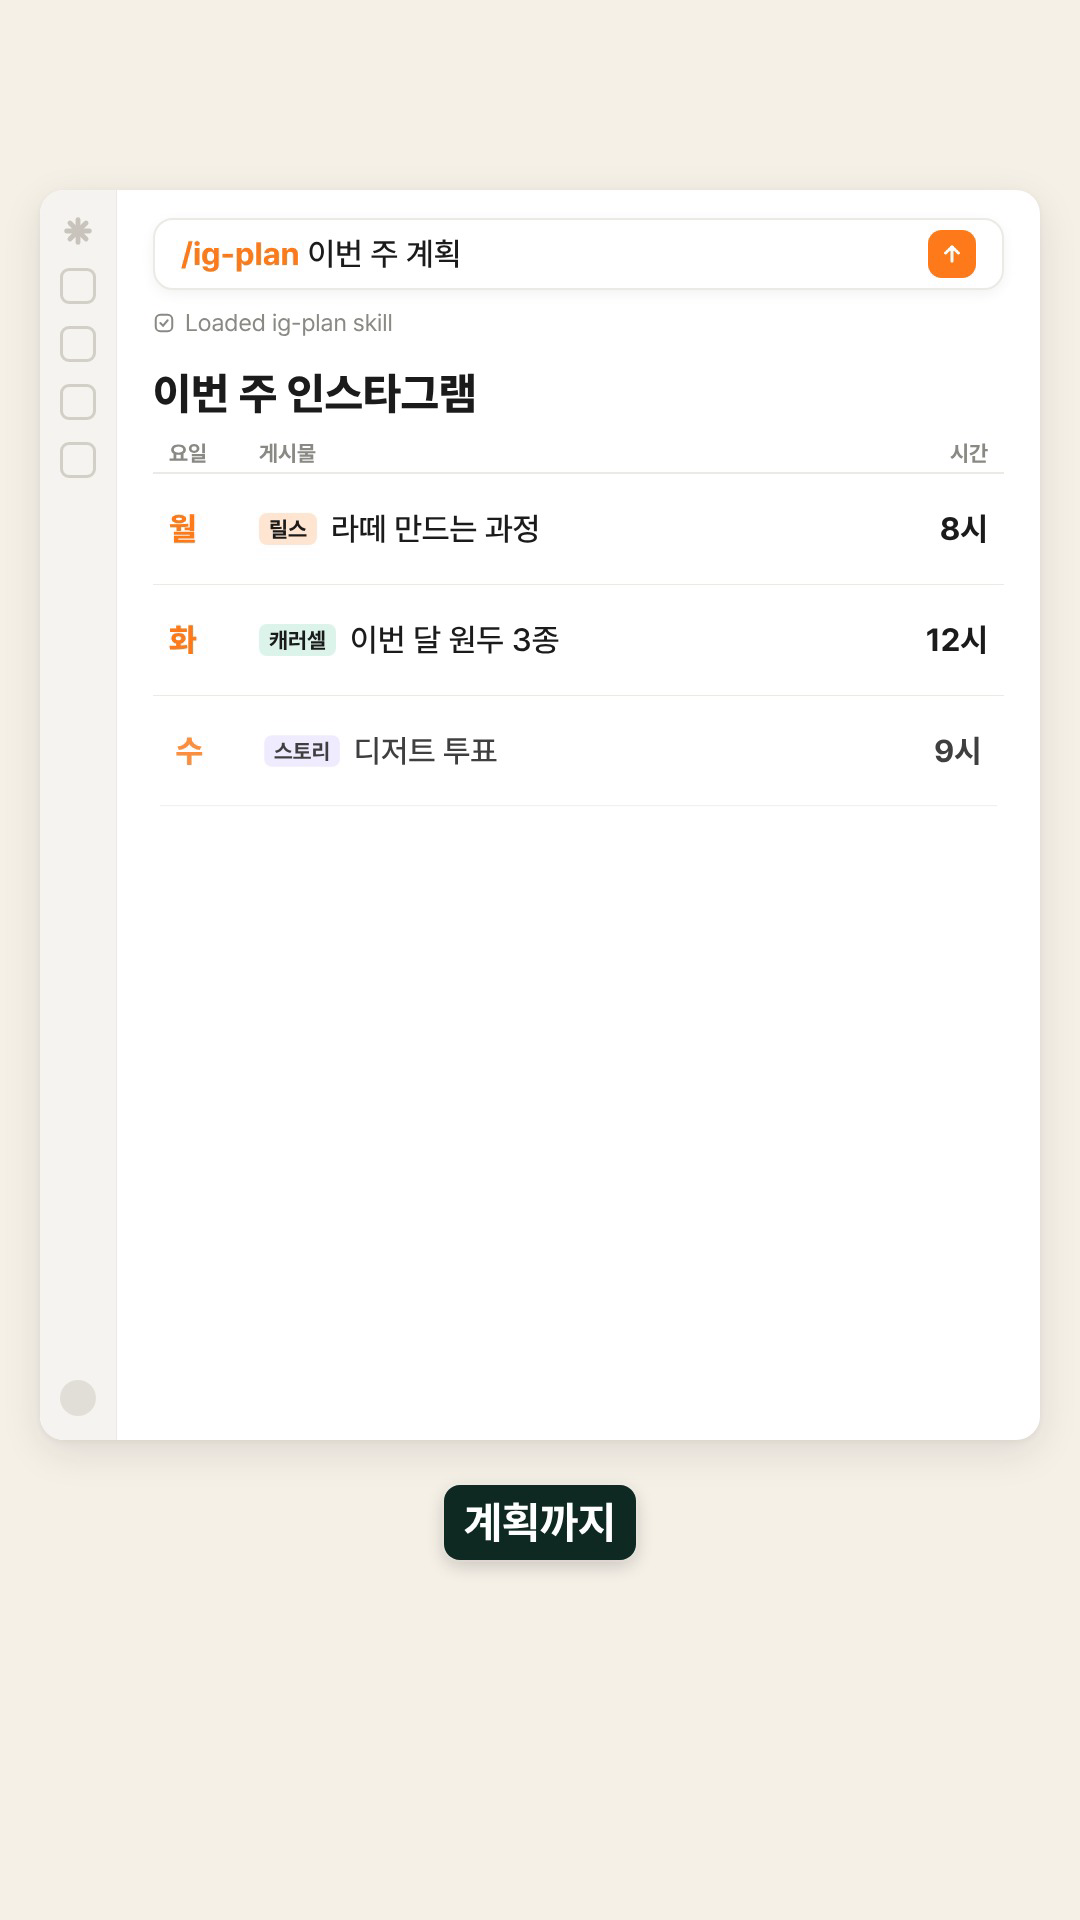 /ig-plan 이번 주 계획
Loaded ig-plan skill
이번 주 인스타그램
요일 게시물 시간
월 릴스 라떼 만드는 과정 8시
화 캐러셀 이번 달 원두 3종 12시
수 스토리 디저트 투표 9시
계획까지